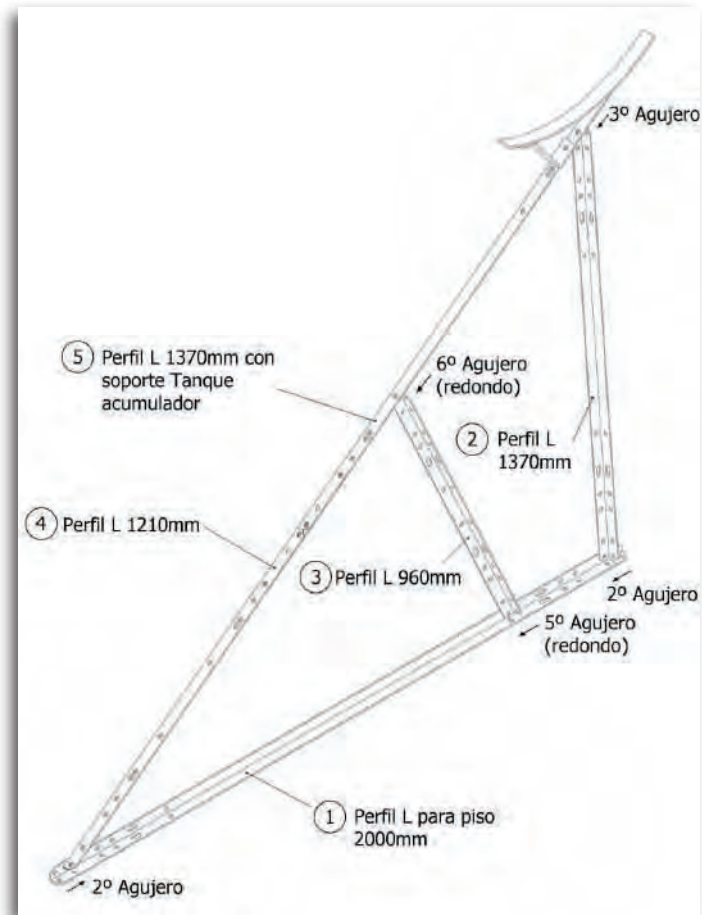 3º Agujero
5 Perfil L 1370mm con
soporte Tanque
acumulador
6º Agujero
(redondo)
2 Perfil L
1370mm
4 Perfil L 1210mm
3 Perfil L 960mm
2º Agujero
5º Agujero
(redondo)
1 Perfil L para piso
2000mm
2º Agujero